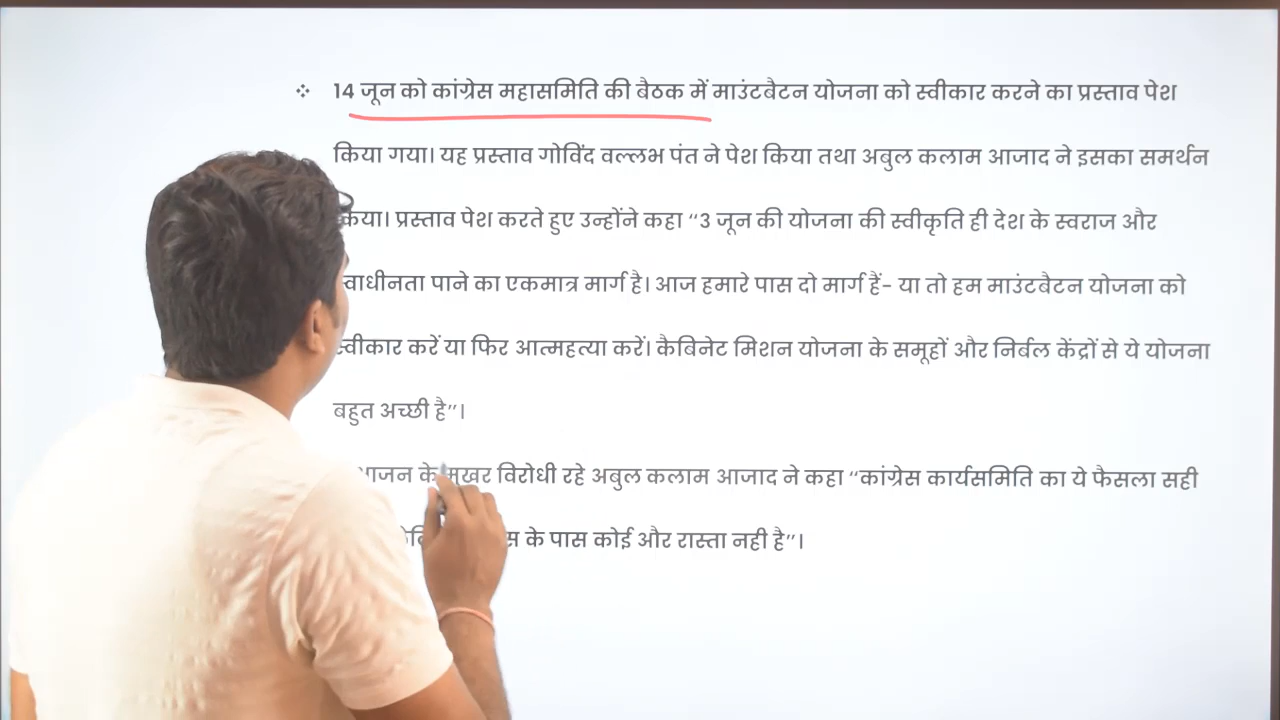 ❖ 14 जून को कांग्रेस महासमिति की बैठक में माउंटबैटन योजना को स्वीकार करने का प्रस्ताव पेश
किया गया। यह प्रस्ताव गोविंद वल्लभ पंत ने पेश किया तथा अबुल कलाम आजाद ने इसका समर्थन
किया। प्रस्ताव पेश करते हुए उन्होंने कहा ‘‘3 जून की योजना की स्वीकृति ही देश के स्वराज और
स्वाधीनता पाने का एकमात्र मार्ग है। आज हमारे पास दो मार्ग हैं- या तो हम माउंटबैटन योजना को
स्वीकार करें या फिर आत्महत्या करें। कैबिनेट मिशन योजना के समूहों और निर्बल केंद्रों से ये योजना
बहुत अच्छी है’’।
के मुखर विरोधी रहे अबुल कलाम आजाद ने कहा ‘‘कांग्रेस कार्यसमिति का ये फैसला सही
के पास कोई और रास्ता नही है’’।